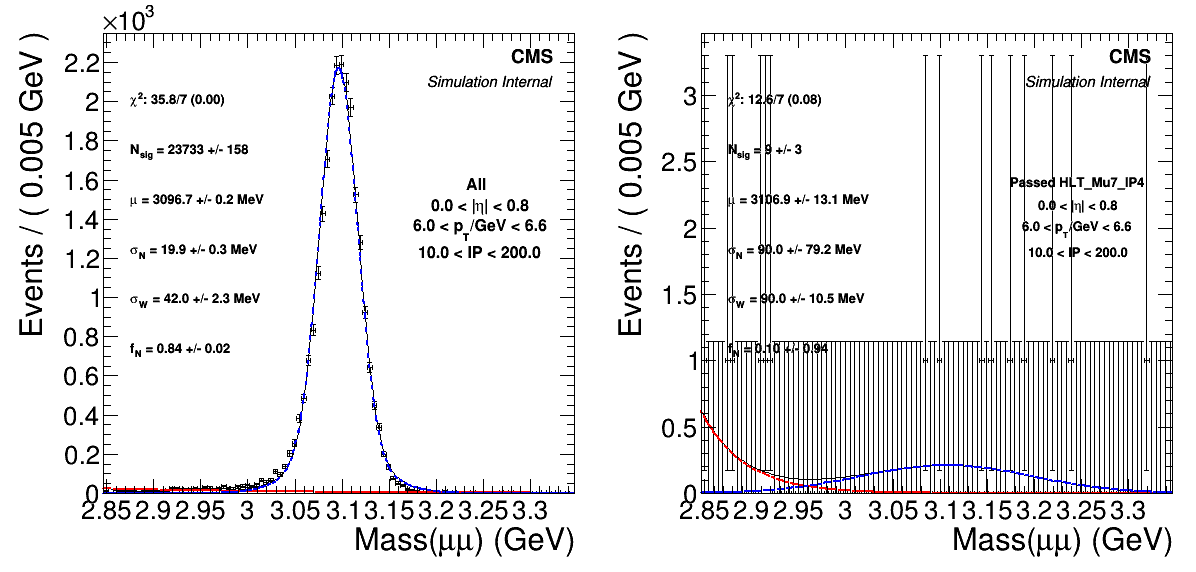 ×10³
Events / ( 0.005 GeV )
2.2
2
1.8
1.6
1.4
1.2
1
0.8
0.6
0.4
0.2
0
CMS
Simulation Internal
χ²: 35.8/7 (0.00)
N_sig = 23733 +/- 158
μ = 3096.7 +/- 0.2 MeV
σ_N = 19.9 +/- 0.3 MeV
σ_W = 42.0 +/- 2.3 MeV
f_N = 0.84 +/- 0.02
All
0.0 < |η| < 0.8
6.0 < p_T/GeV < 6.6
10.0 < IP < 200.0
2.85 2.9 2.95 3 3.05 3.1 3.15 3.2 3.25 3.3
Mass(μμ) (GeV)
Events / ( 0.005 GeV )
3
2.5
2
1.5
1
0.5
0
CMS
Simulation Internal
χ²: 12.6/7 (0.08)
N_sig = 9 +/- 3
μ = 3106.9 +/- 13.1 MeV
σ_N = 90.0 +/- 79.2 MeV
σ_W = 90.0 +/- 10.5 MeV
f_N = 0.10 +/- 0.94
Passed HLT_Mu7_IP4
0.0 < |η| < 0.8
6.0 < p_T/GeV < 6.6
10.0 < IP < 200.0
2.85 2.9 2.95 3 3.05 3.1 3.15 3.2 3.25 3.3
Mass(μμ) (GeV)